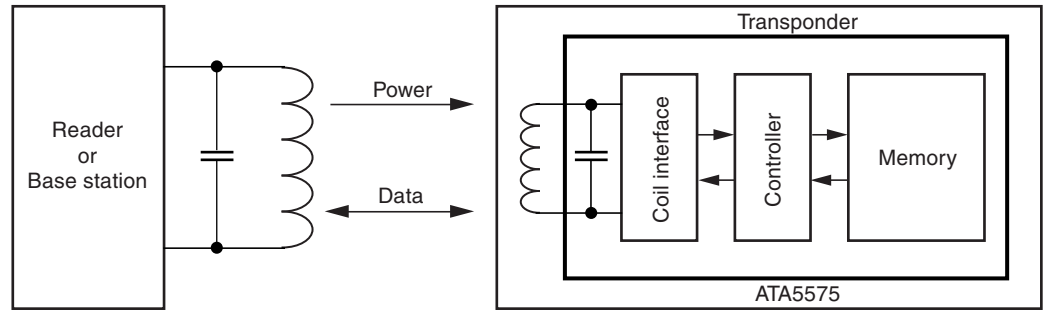 Transponder
Reader
or
Base station
Power
Data
Coil interface
Controller
Memory
ATA5575